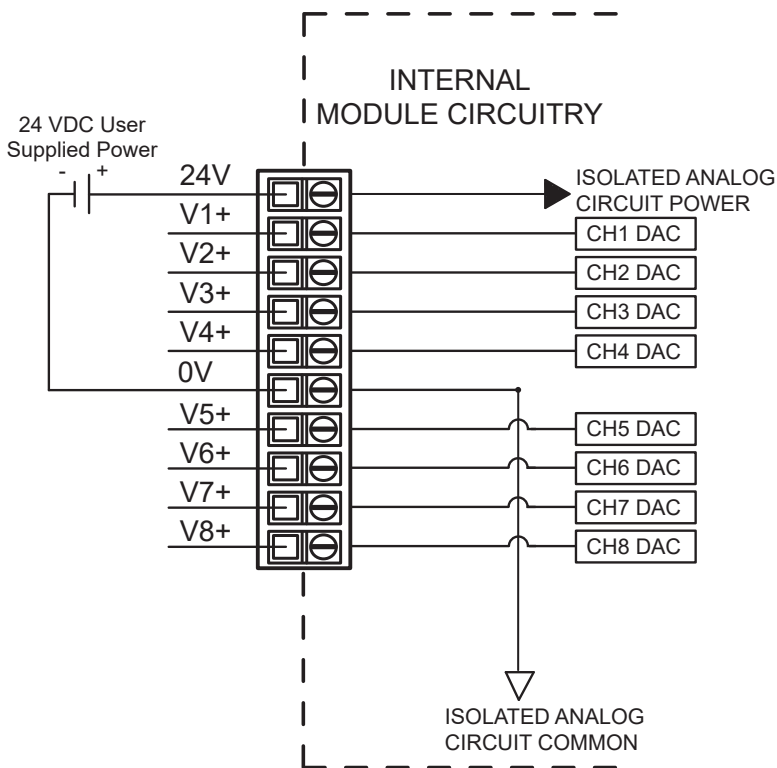 INTERNAL
MODULE CIRCUITRY
24 VDC User
Supplied Power
- +
24V
ISOLATED ANALOG
CIRCUIT POWER
V1+
CH1 DAC
V2+
CH2 DAC
V3+
CH3 DAC
V4+
CH4 DAC
0V
V5+
CH5 DAC
V6+
CH6 DAC
V7+
CH7 DAC
V8+
CH8 DAC
ISOLATED ANALOG
CIRCUIT COMMON